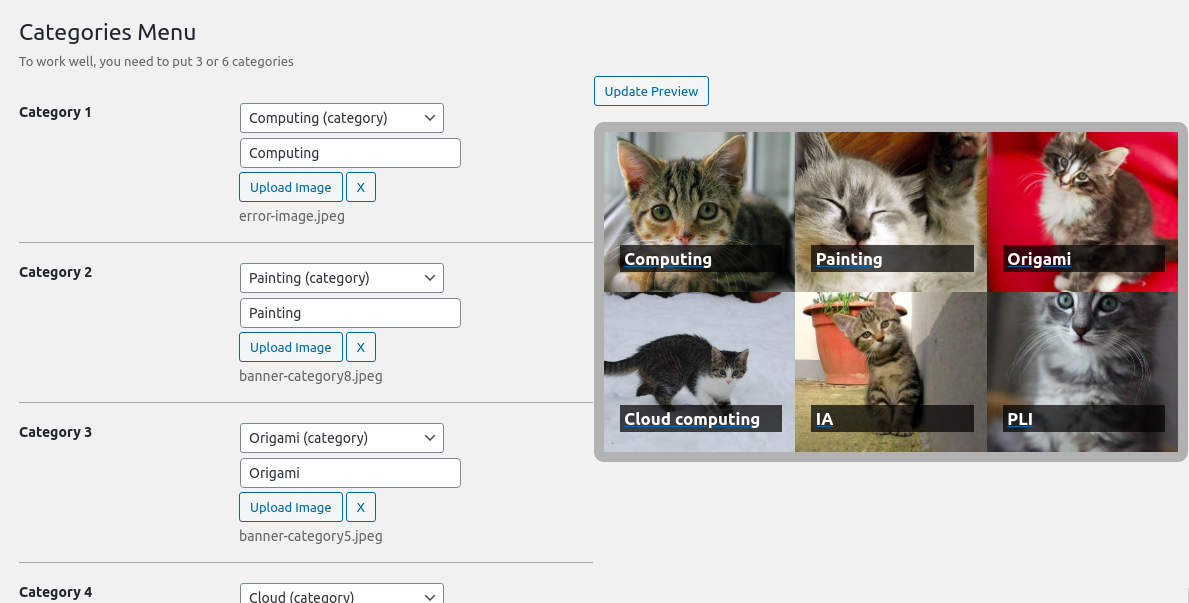 Categories Menu
To work well, you need to put 3 or 6 categories
Category 1
Computing (category)
Computing
Upload Image X
error-image.jpeg
Category 2
Painting (category)
Painting
Upload Image X
banner-category8.jpeg
Category 3
Origami (category)
Origami
Upload Image X
banner-category5.jpeg
Category 4
Cloud (category)
Update Preview
Computing Painting Origami
Cloud computing IA PLI